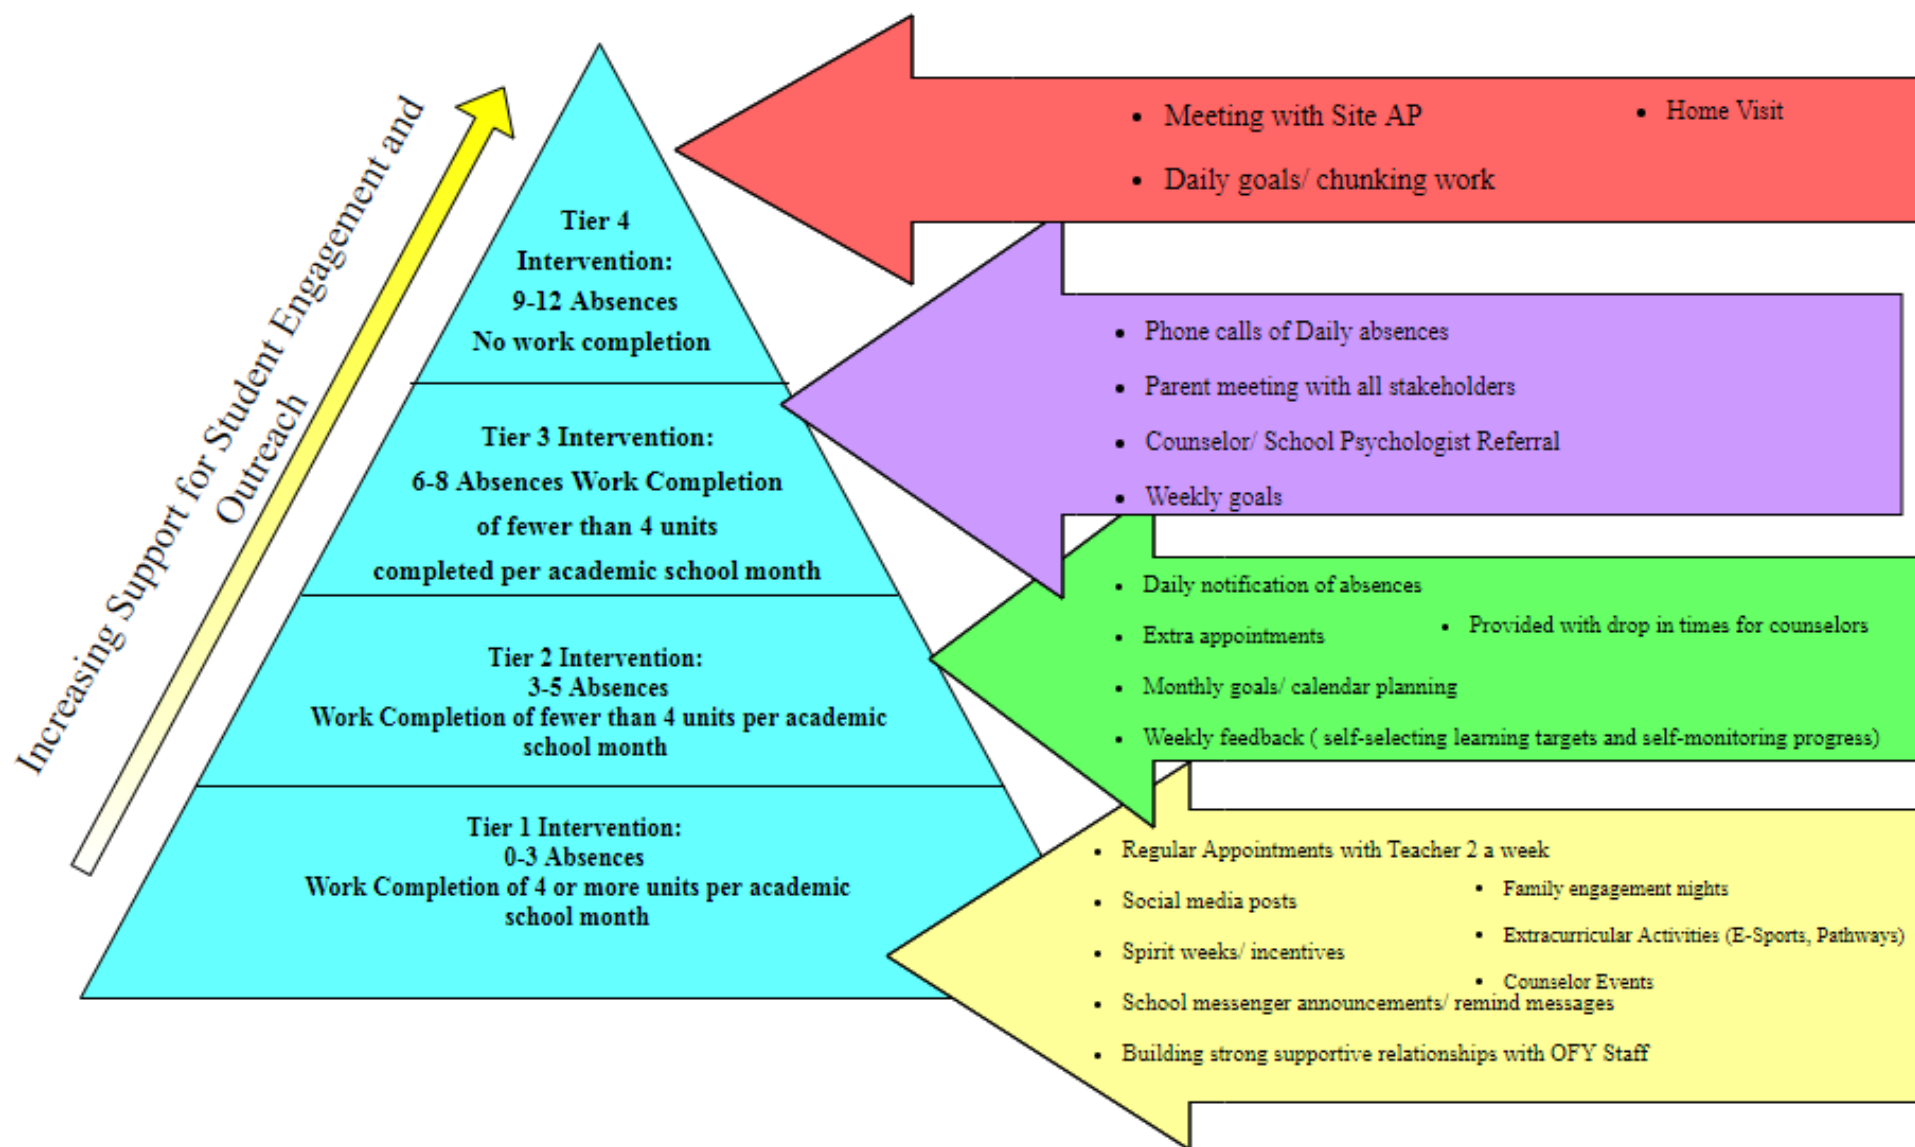 Increasing Support for Student Engagement and
Outreach
Tier 4
Intervention:
9-12 Absences
No work completion
Tier 3 Intervention:
6-8 Absences Work Completion
of fewer than 4 units
completed per academic school month
Tier 2 Intervention:
3-5 Absences
Work Completion of fewer than 4 units per academic
school month
Tier 1 Intervention:
0-3 Absences
Work Completion of 4 or more units per academic
school month
• Meeting with Site AP
• Daily goals/ chunking work
• Home Visit
• Phone calls of Daily absences
• Parent meeting with all stakeholders
• Counselor/ School Psychologist Referral
• Weekly goals
• Daily notification of absences
• Extra appointments
• Provided with drop in times for counselors
• Monthly goals/ calendar planning
• Weekly feedback ( self-selecting learning targets and self-monitoring progress)
• Regular Appointments with Teacher 2 a week
• Social media posts
• Spirit weeks/ incentives
• School messenger announcements/ remind messages
• Building strong supportive relationships with OFY Staff
• Family engagement nights
• Extracurricular Activities (E-Sports, Pathways)
• Counselor Events